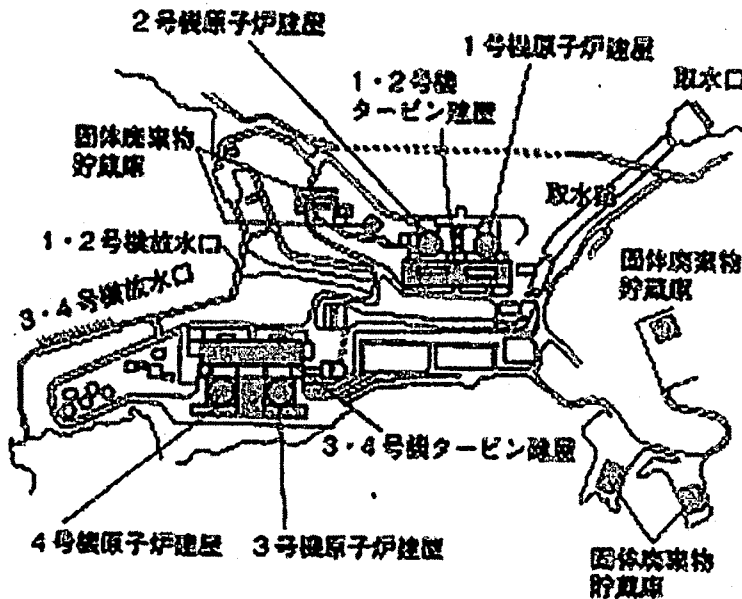 2号機原子炉建屋
1号機原子炉建屋
1・2号機
タービン建屋
取水口
固体廃棄物
貯蔵庫
取水路
1・2号機放水口
固体廃棄物
貯蔵庫
3・4号機放水口
3・4号機タービン建屋
4号機原子炉建屋
3号機原子炉建屋
固体廃棄物
貯蔵庫